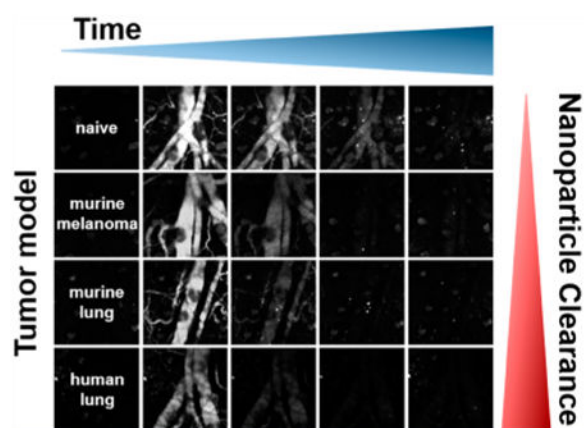 Time
Tumor model
naive
murine
melanoma
murine
lung
human
lung
Nanoparticle Clearance